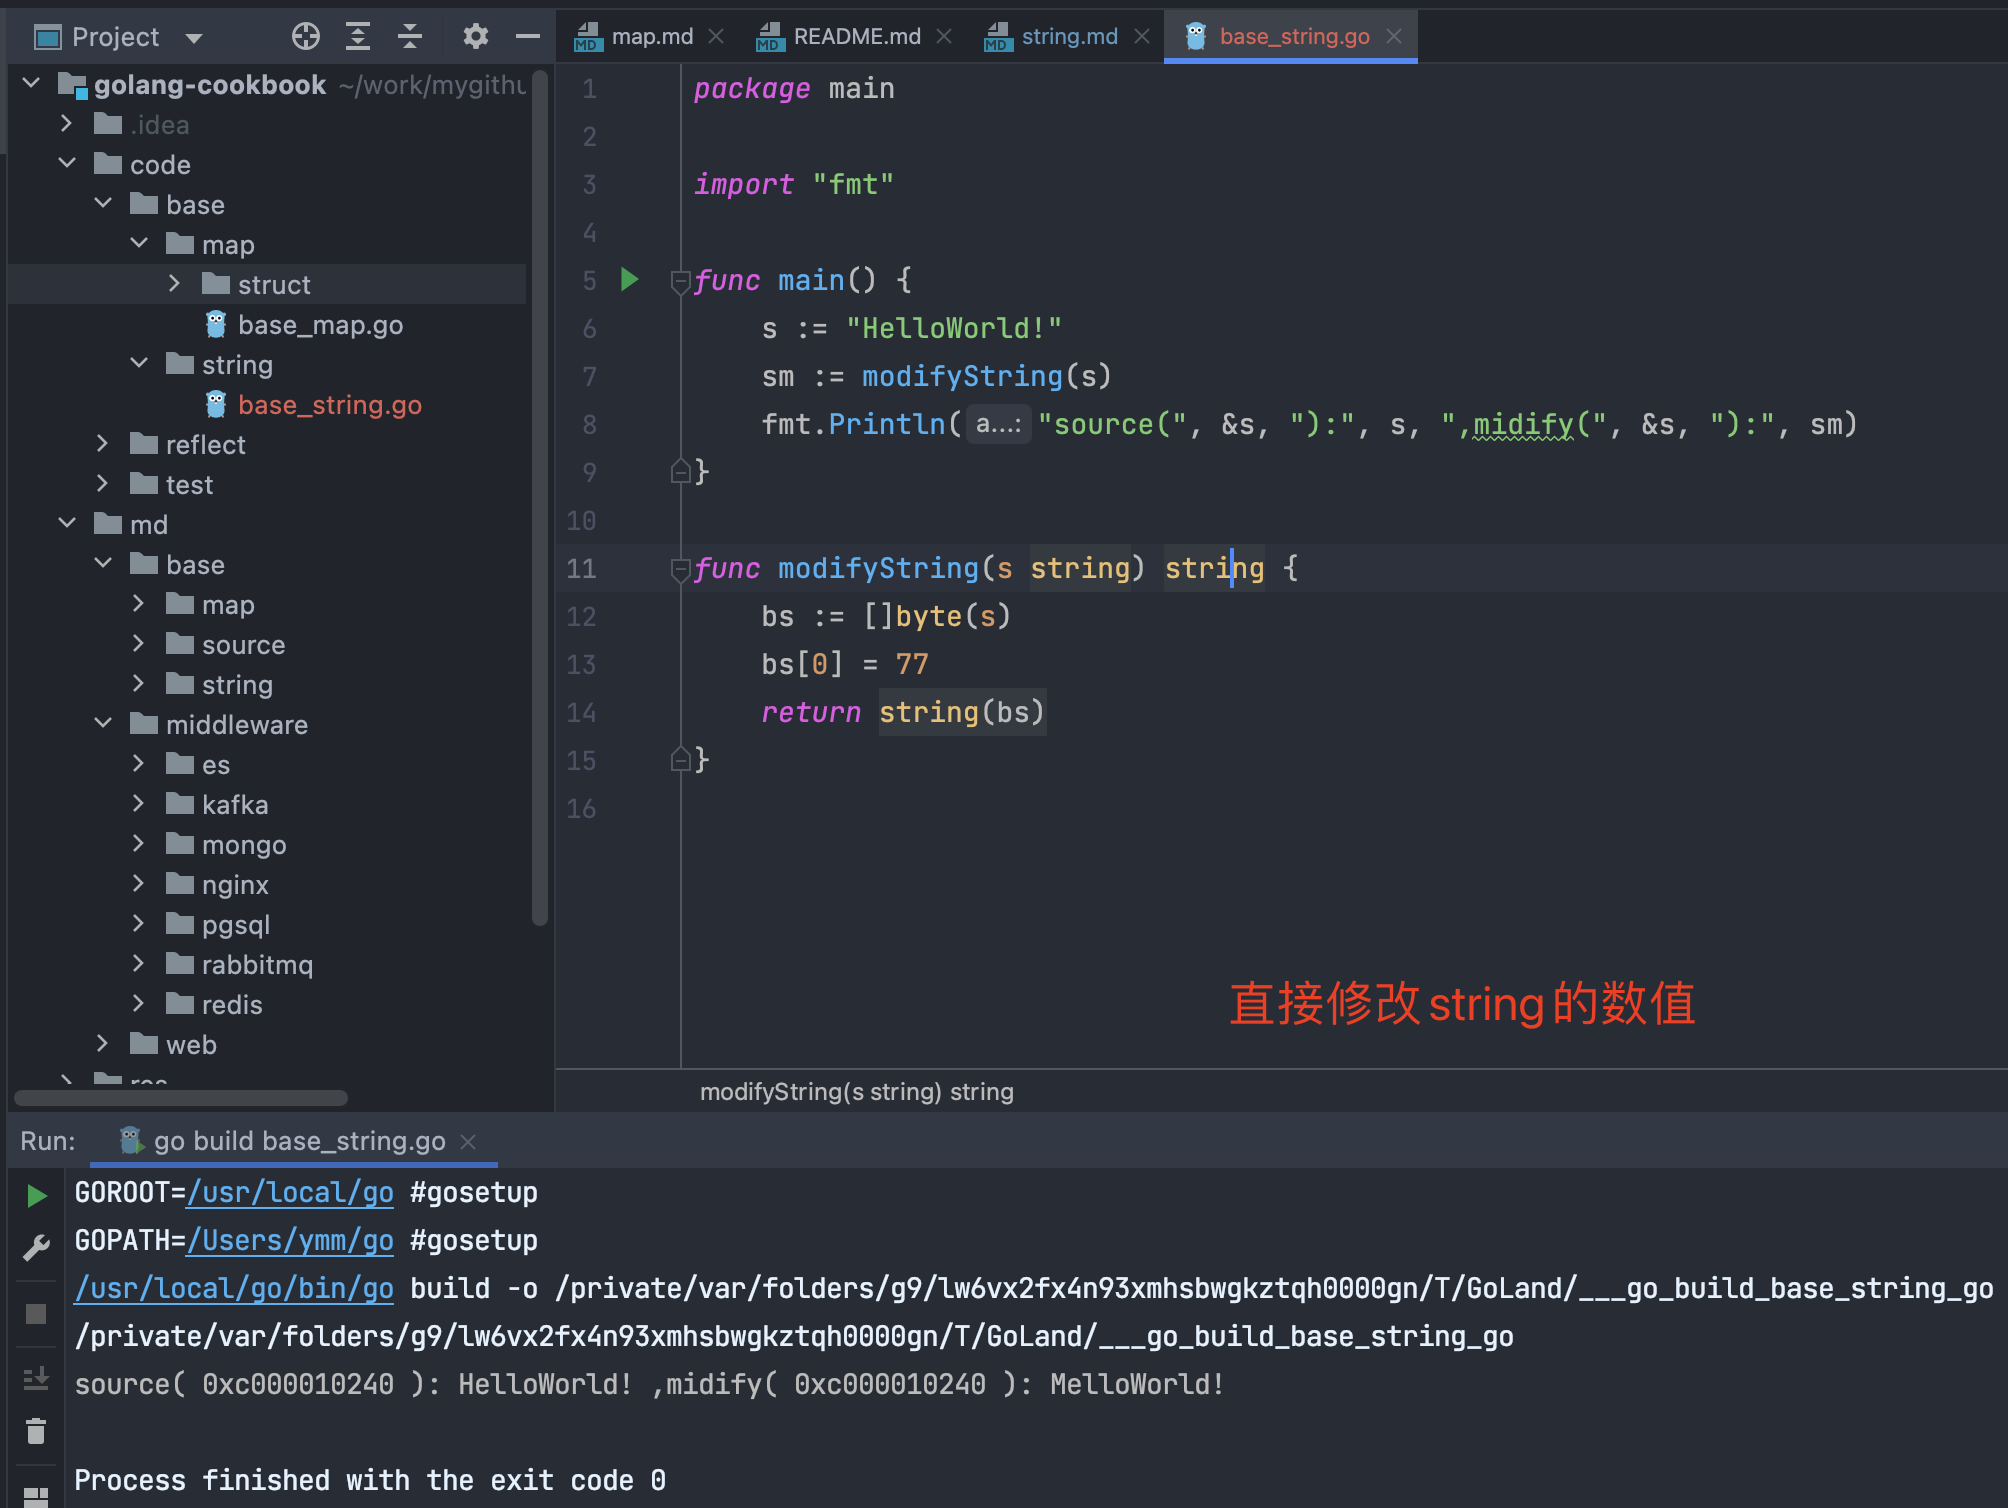 Project
map.md
README.md
string.md
base_string.go
golang-cookbook ~/work/mygithu
.idea
code
base
map
struct
base_map.go
string
base_string.go
reflect
test
md
base
map
source
string
middleware
es
kafka
mongo
nginx
pgsql
rabbitmq
redis
web
1 package main
2
3 import "fmt"
4
5 func main() {
6 s := "HelloWorld!"
7 sm := modifyString(s)
8 fmt.Println( a...: "source(", &s, "):", s, ",midify(", &s, "):", sm)
9 }
10
11 func modifyString(s string) string {
12 bs := []byte(s)
13 bs[0] = 77
14 return string(bs)
15 }
16
直接修改string的数值
modifyString(s string) string
Run: go build base_string.go
GOROOT=/usr/local/go #gosetup
GOPATH=/Users/ymm/go #gosetup
/usr/local/go/bin/go build -o /private/var/folders/g9/lw6vx2fx4n93xmhsbwgkztqh0000gn/T/GoLand/___go_build_base_string_go
/private/var/folders/g9/lw6vx2fx4n93xmhsbwgkztqh0000gn/T/GoLand/___go_build_base_string_go
source( 0xc000010240 ): HelloWorld! ,midify( 0xc000010240 ): MelloWorld!
Process finished with the exit code 0